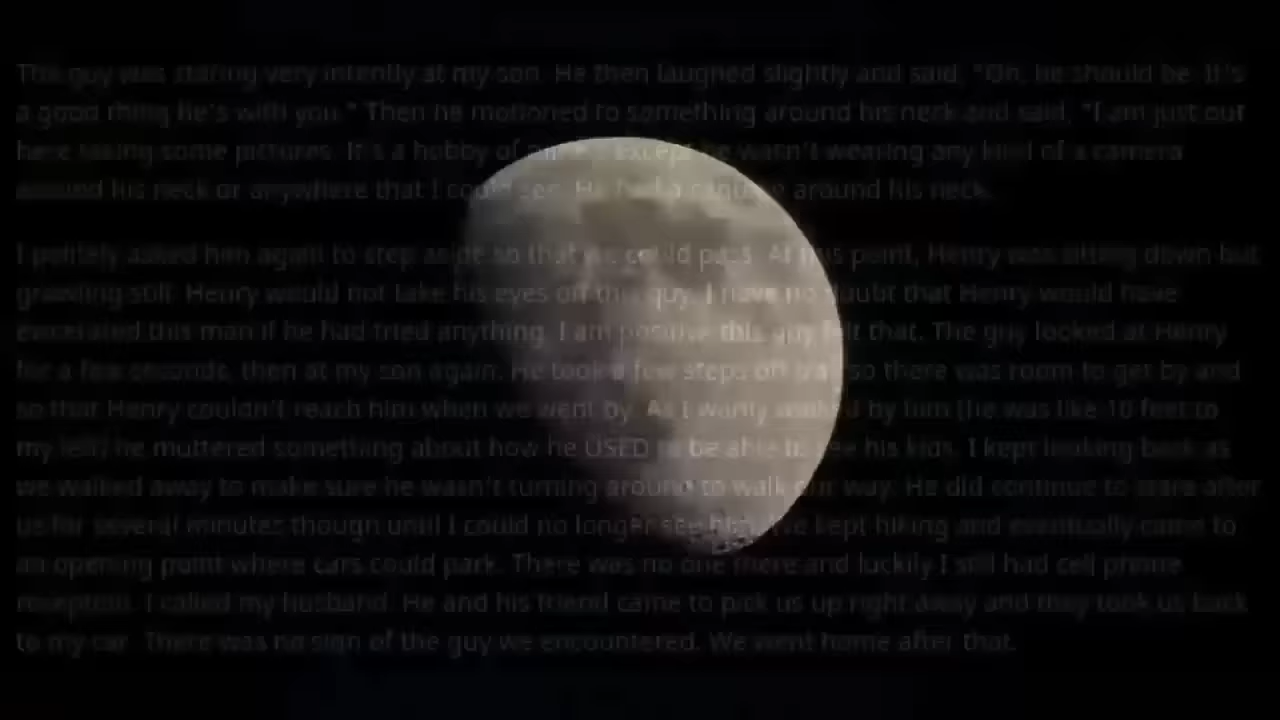 This guy was staring very intently at my son. He then laughed slightly and said, "Oh, he should be. It's
a good thing he's with you." Then he motioned to something around his neck and said, "I am just out
here taking some pictures. It's a hobby of mine." Except he wasn't wearing any kind of a camera
around his neck or anywhere that I could see. He had a around his neck.
I politely asked him again to step aside so that we could pass. At this point, Henry was sitting down but
growling still. Henry would not take his eyes off this guy. I have no doubt that Henry would have
eviscerated this man if he had tried anything. I am positive this guy felt that. The guy looked at Henry
for a few seconds, then at my son again. He took a few steps off trail so there was room to get by and
so that Henry couldn't reach him when we went by. As I warily walked by him (he was like 10 feet to
my left) he muttered something about how he USED to be able to see his kids. I kept looking back as
we walked away to make sure he wasn't turning around to walk our way. He did continue to stare after
us for several minutes though until I could no longer see him. We kept hiking and eventually came to
an opening point where cars could park. There was no one there and luckily I still had cell phone
reception. I called my husband. He and his friend came to pick us up right away and they took us back
to my car. There was no sign of the guy we encountered. We went home after that.